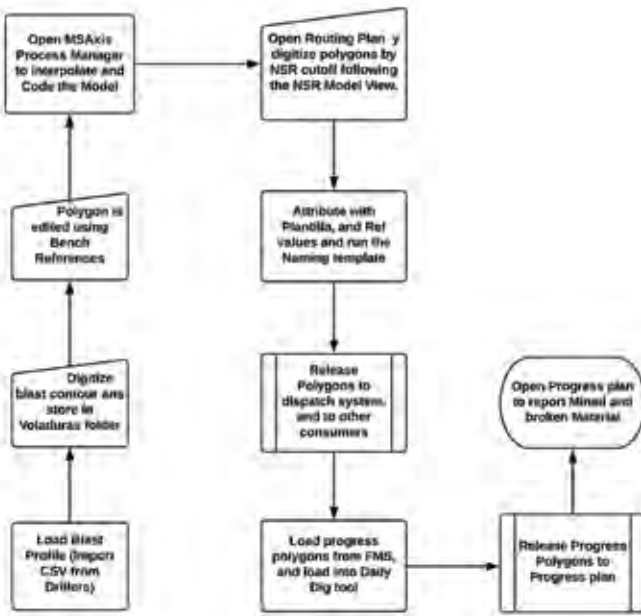 Open MSAxis
Process Manager
to interpolate and
Code the Model
Open Routing Plan y
digitize polygons by
NSR cutoff following
the NSR Model View.
Polygon is
edited using
Bench
References
Attribute with
Plantilla, and Ref
values and run the
Naming template
Digitize
blast contour ans
store in
Voladuras folder
Release
Polygons to
dispatch system,
and to other
consumers
Open Progress plan
to report Mined and
broken Material
Load Blast
Profile (Import
CSV from
Drillers)
Load progress
polygons from FMS,
and load into Daily
Dig tool
Release Progress
Polygons to
Progress plan